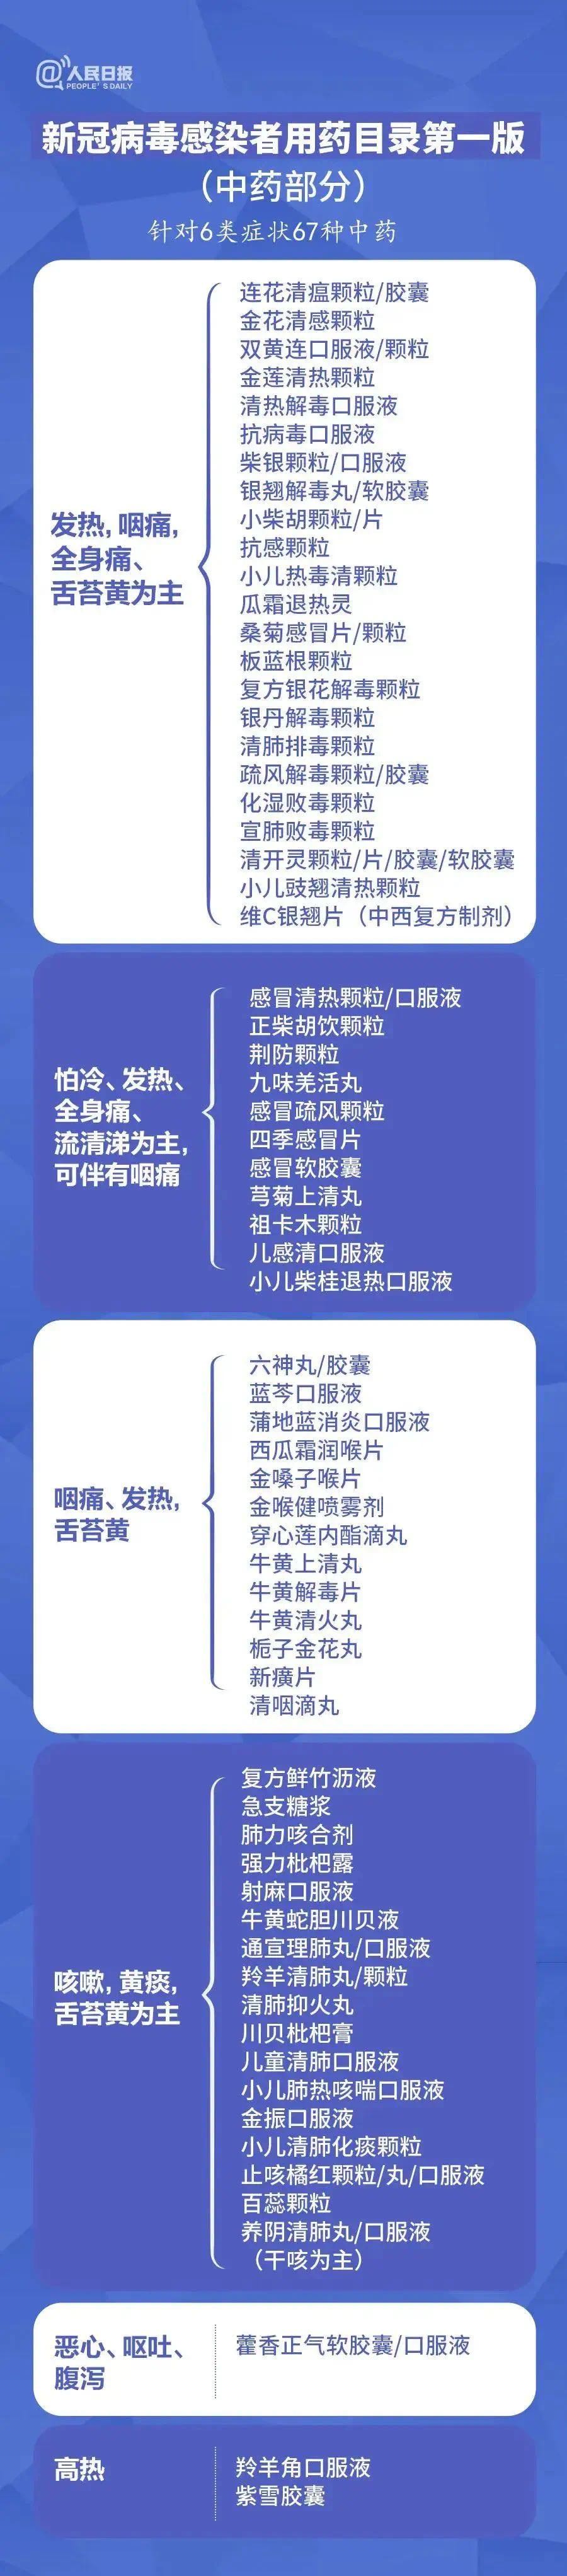 @人民日报
PEOPLE'S DAILY
新冠病毒感染者用药目录第一版
（中药部分）
针对6类症状67种中药
发热，咽痛，
全身痛、
舌苔黄为主
连花清瘟颗粒/胶囊
金花清感颗粒
双黄连口服液/颗粒
金莲清热颗粒
清热解毒口服液
抗病毒口服液
柴银颗粒/口服液
银翘解毒丸/软胶囊
小柴胡颗粒/片
抗感颗粒
小儿热毒清颗粒
瓜霜退热灵
桑菊感冒片/颗粒
板蓝根颗粒
复方银花解毒颗粒
银丹解毒颗粒
清肺排毒颗粒
疏风解毒颗粒/胶囊
化湿败毒颗粒
宣肺败毒颗粒
清开灵颗粒/片/胶囊/软胶囊
小儿豉翘清热颗粒
维C银翘片（中西复方制剂）
怕冷、发热、
全身痛、
流清涕为主，
可伴有咽痛
感冒清热颗粒/口服液
正柴胡饮颗粒
荆防颗粒
九味羌活丸
感冒疏风颗粒
四季感冒片
感冒软胶囊
芎菊上清丸
祖卡木颗粒
儿感清口服液
小儿柴桂退热口服液
咽痛、发热，
舌苔黄
六神丸/胶囊
蓝芩口服液
蒲地蓝消炎口服液
西瓜霜润喉片
金嗓子喉片
金喉健喷雾剂
穿心莲内酯滴丸
牛黄上清丸
牛黄解毒片
牛黄清火丸
栀子金花丸
新癀片
清咽滴丸
咳嗽，黄痰，
舌苔黄为主
复方鲜竹沥液
急支糖浆
肺力咳合剂
强力枇杷露
射麻口服液
牛黄蛇胆川贝液
通宣理肺丸/口服液
羚羊清肺丸/颗粒
清肺抑火丸
川贝枇杷膏
儿童清肺口服液
小儿肺热咳喘口服液
金振口服液
小儿清肺化痰颗粒
止咳橘红颗粒/丸/口服液
百蕊颗粒
养阴清肺丸/口服液
（干咳为主）
恶心、呕吐、
腹泻
藿香正气软胶囊/口服液
高热
羚羊角口服液
紫雪胶囊